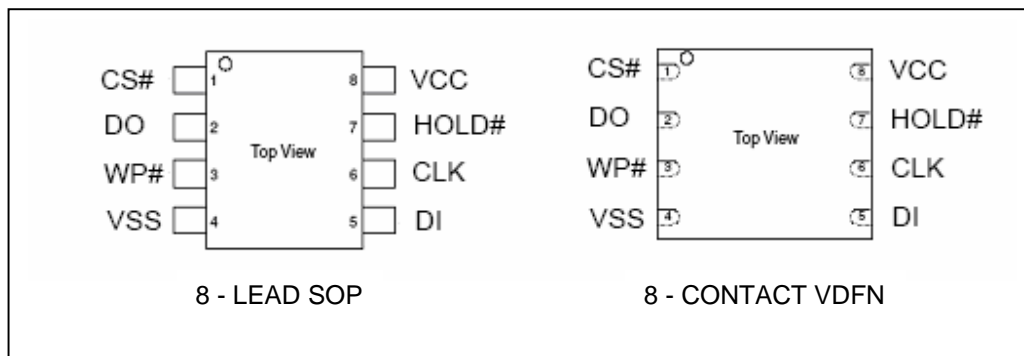 CS# 1 8 VCC
DO 2 7 HOLD#
Top View
WP# 3 6 CLK
VSS 4 5 DI
8 - LEAD SOP
CS# 1 8 VCC
DO 2 7 HOLD#
Top View
WP# 3 6 CLK
VSS 4 5 DI
8 - CONTACT VDFN